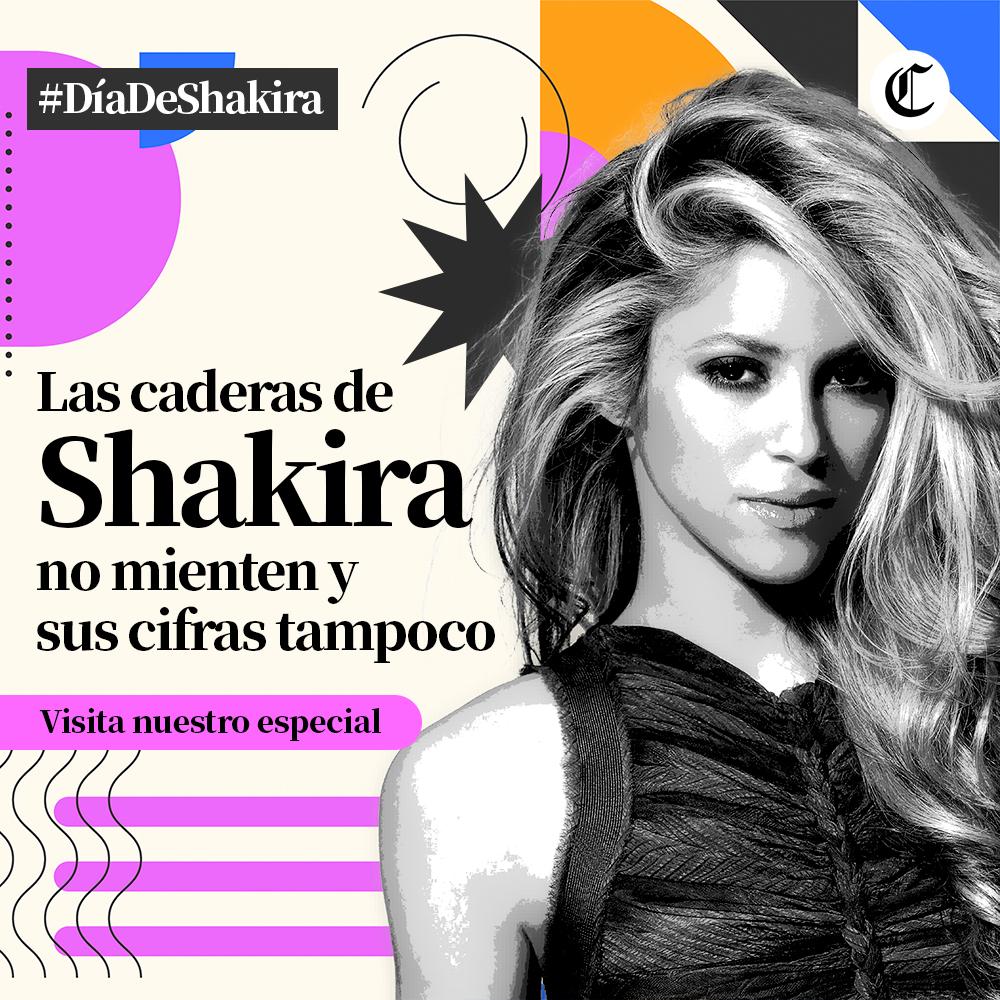 #DíaDeShakira
C
Las caderas de
Shakira
no mienten y
sus cifras tampoco
Visita nuestro especial